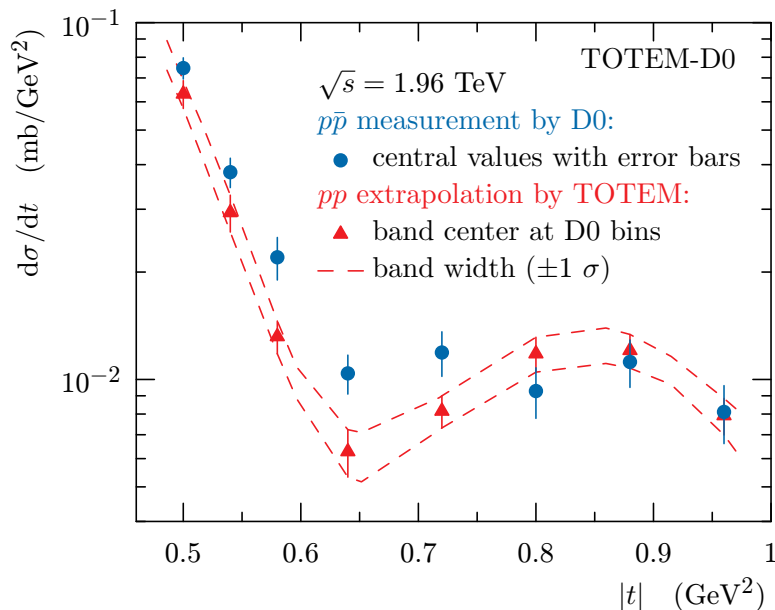 TOTEM-D0
√s = 1.96 TeV
pp̄ measurement by D0:
central values with error bars
pp extrapolation by TOTEM:
band center at D0 bins
band width (±1 σ)
dσ/dt (mb/GeV²)
10⁻¹
10⁻²
0.5 0.6 0.7 0.8 0.9 1
|t| (GeV²)